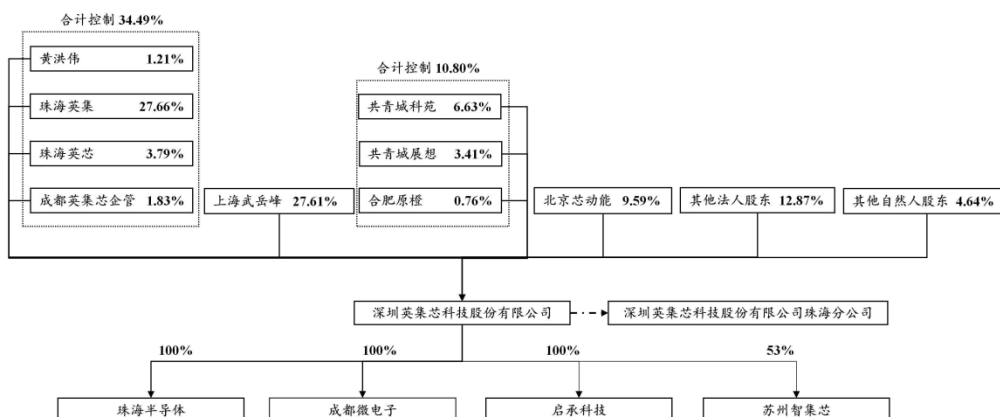 合计控制 34.49%
黄洪伟 1.21%
珠海英集 27.66%
珠海英芯 3.79%
成都英集芯企管 1.83%
上海武岳峰 27.61%
合计控制 10.80%
共青城科苑 6.63%
共青城展想 3.41%
合肥原橙 0.76%
北京芯动能 9.59%
其他法人股东 12.87%
其他自然人股东 4.64%
深圳英集芯科技股份有限公司
深圳英集芯科技股份有限公司珠海分公司
100%
100%
100%
53%
珠海半导体
成都微电子
启承科技
苏州智集芯